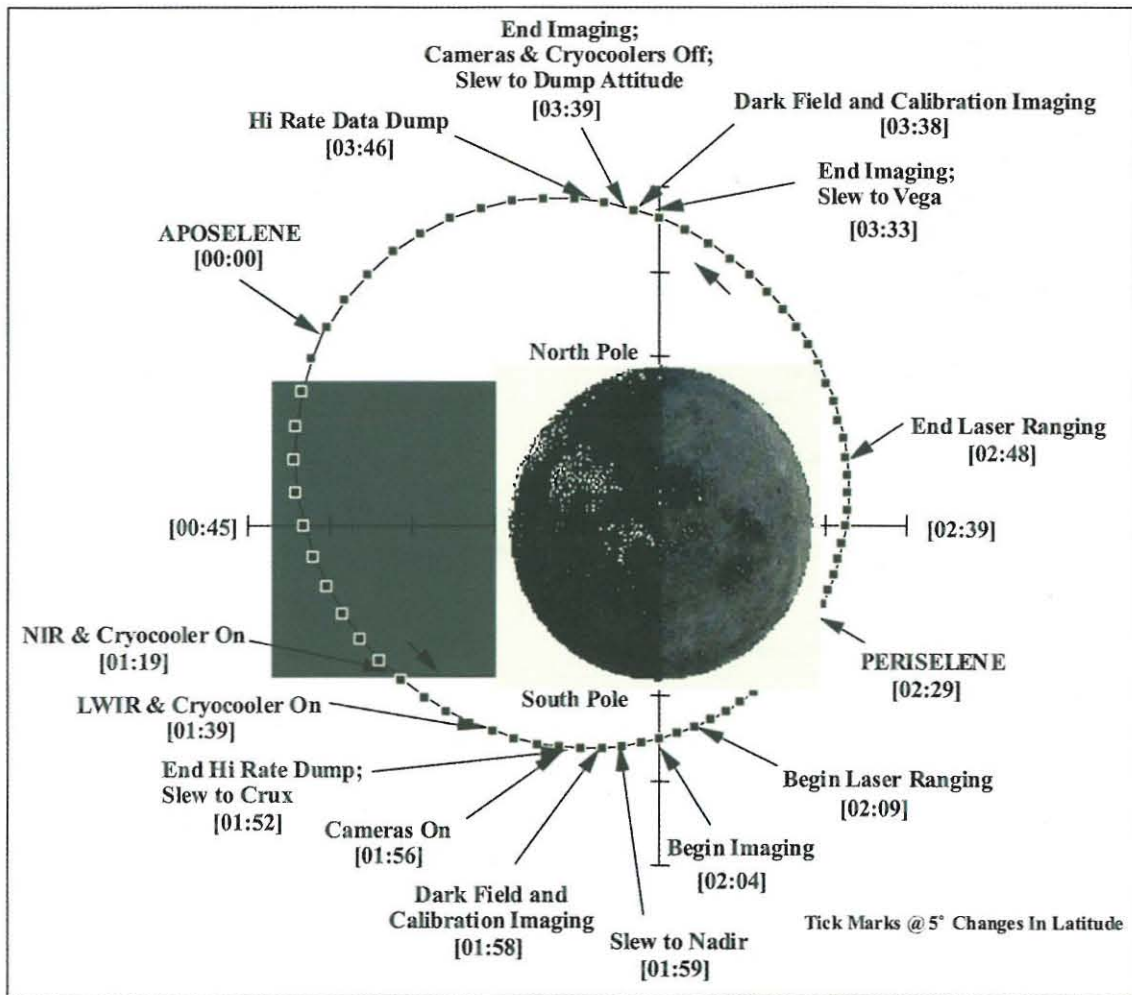 End Imaging;
Cameras & Cryocoolers Off;
Slew to Dump Attitude
[03:39]
Dark Field and Calibration Imaging
[03:38]
Hi Rate Data Dump
[03:46]
End Imaging;
Slew to Vega
[03:33]
APOSELENE
[00:00]
North Pole
End Laser Ranging
[02:48]
[00:45]
[02:39]
NIR & Cryocooler On
[01:19]
PERISELENE
[02:29]
South Pole
LWIR & Cryocooler On
[01:39]
End Hi Rate Dump;
Slew to Crux
[01:52]
Begin Laser Ranging
[02:09]
Cameras On
[01:56]
Begin Imaging
[02:04]
Dark Field and
Calibration Imaging
[01:58]
Slew to Nadir
[01:59]
Tick Marks @ 5° Changes In Latitude